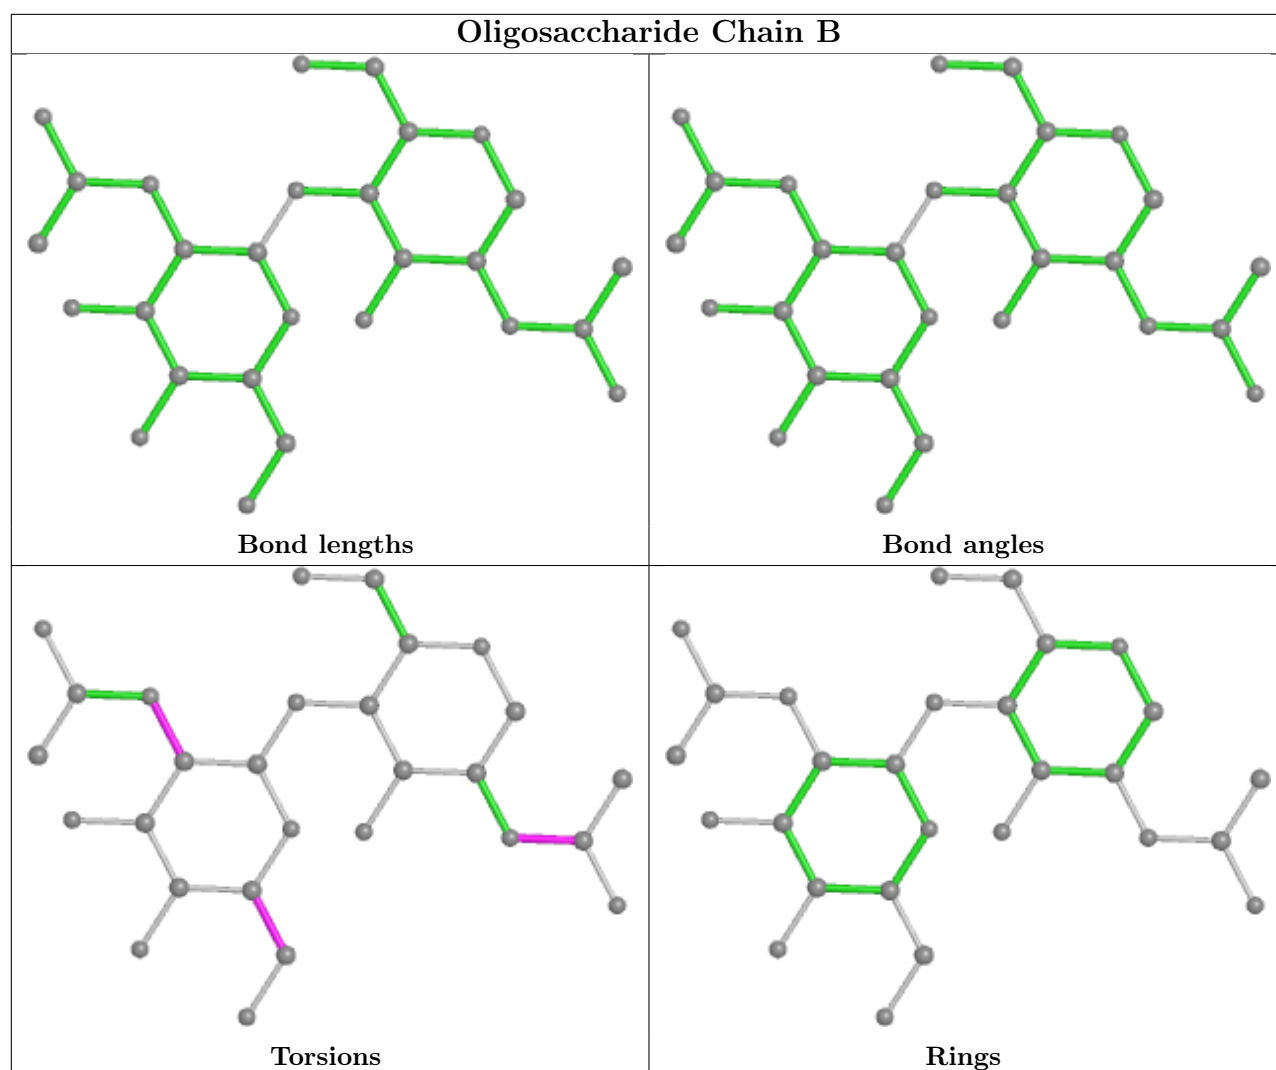 Oligosaccharide Chain B
Bond lengths
Bond angles
Torsions
Rings